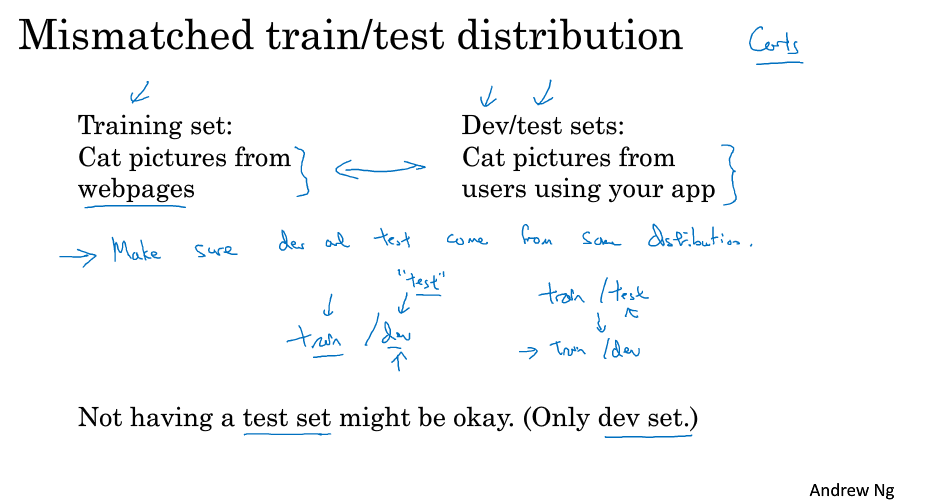 Mismatched train/test distribution
Training set:
Cat pictures from
webpages
Dev/test sets:
Cat pictures from
users using your app
→ Make sure dev and test come from same distribution.
"test"
train / dev
train / test
→ train / dev
Not having a test set might be okay. (Only dev set.)
Andrew Ng